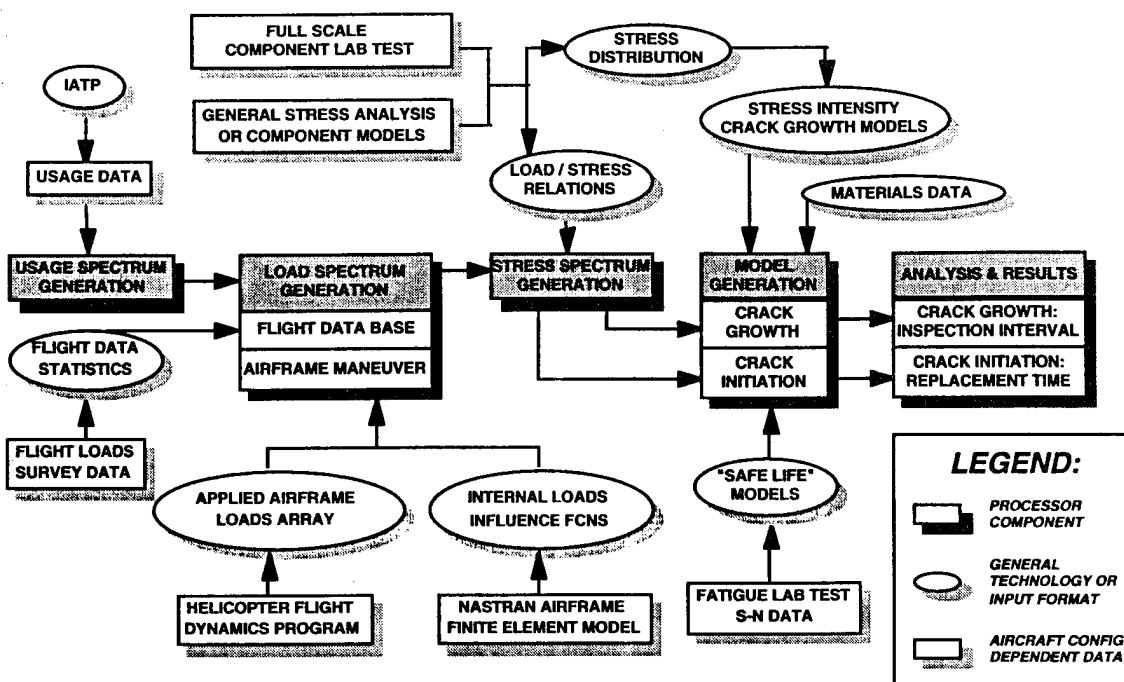 FULL SCALE
COMPONENT LAB TEST
STRESS
DISTRIBUTION
IATP
GENERAL STRESS ANALYSIS
OR COMPONENT MODELS
STRESS INTENSITY
CRACK GROWTH MODELS
USAGE DATA
LOAD / STRESS
RELATIONS
MATERIALS DATA
USAGE SPECTRUM
GENERATION
LOAD SPECTRUM
GENERATION
FLIGHT DATA BASE
AIRFRAME MANEUVER
STRESS SPECTRUM
GENERATION
MODEL
GENERATION
CRACK
GROWTH
CRACK
INITIATION
ANALYSIS & RESULTS
CRACK GROWTH:
INSPECTION INTERVAL
CRACK INITIATION:
REPLACEMENT TIME
FLIGHT DATA
STATISTICS
FLIGHT LOADS
SURVEY DATA
APPLIED AIRFRAME
LOADS ARRAY
INTERNAL LOADS
INFLUENCE FCNS
"SAFE LIFE"
MODELS
HELICOPTER FLIGHT
DYNAMICS PROGRAM
NASTRAN AIRFRAME
FINITE ELEMENT MODEL
FATIGUE LAB TEST
S-N DATA
LEGEND:
PROCESSOR
COMPONENT
GENERAL
TECHNOLOGY OR
INPUT FORMAT
AIRCRAFT CONFIG
DEPENDENT DATA